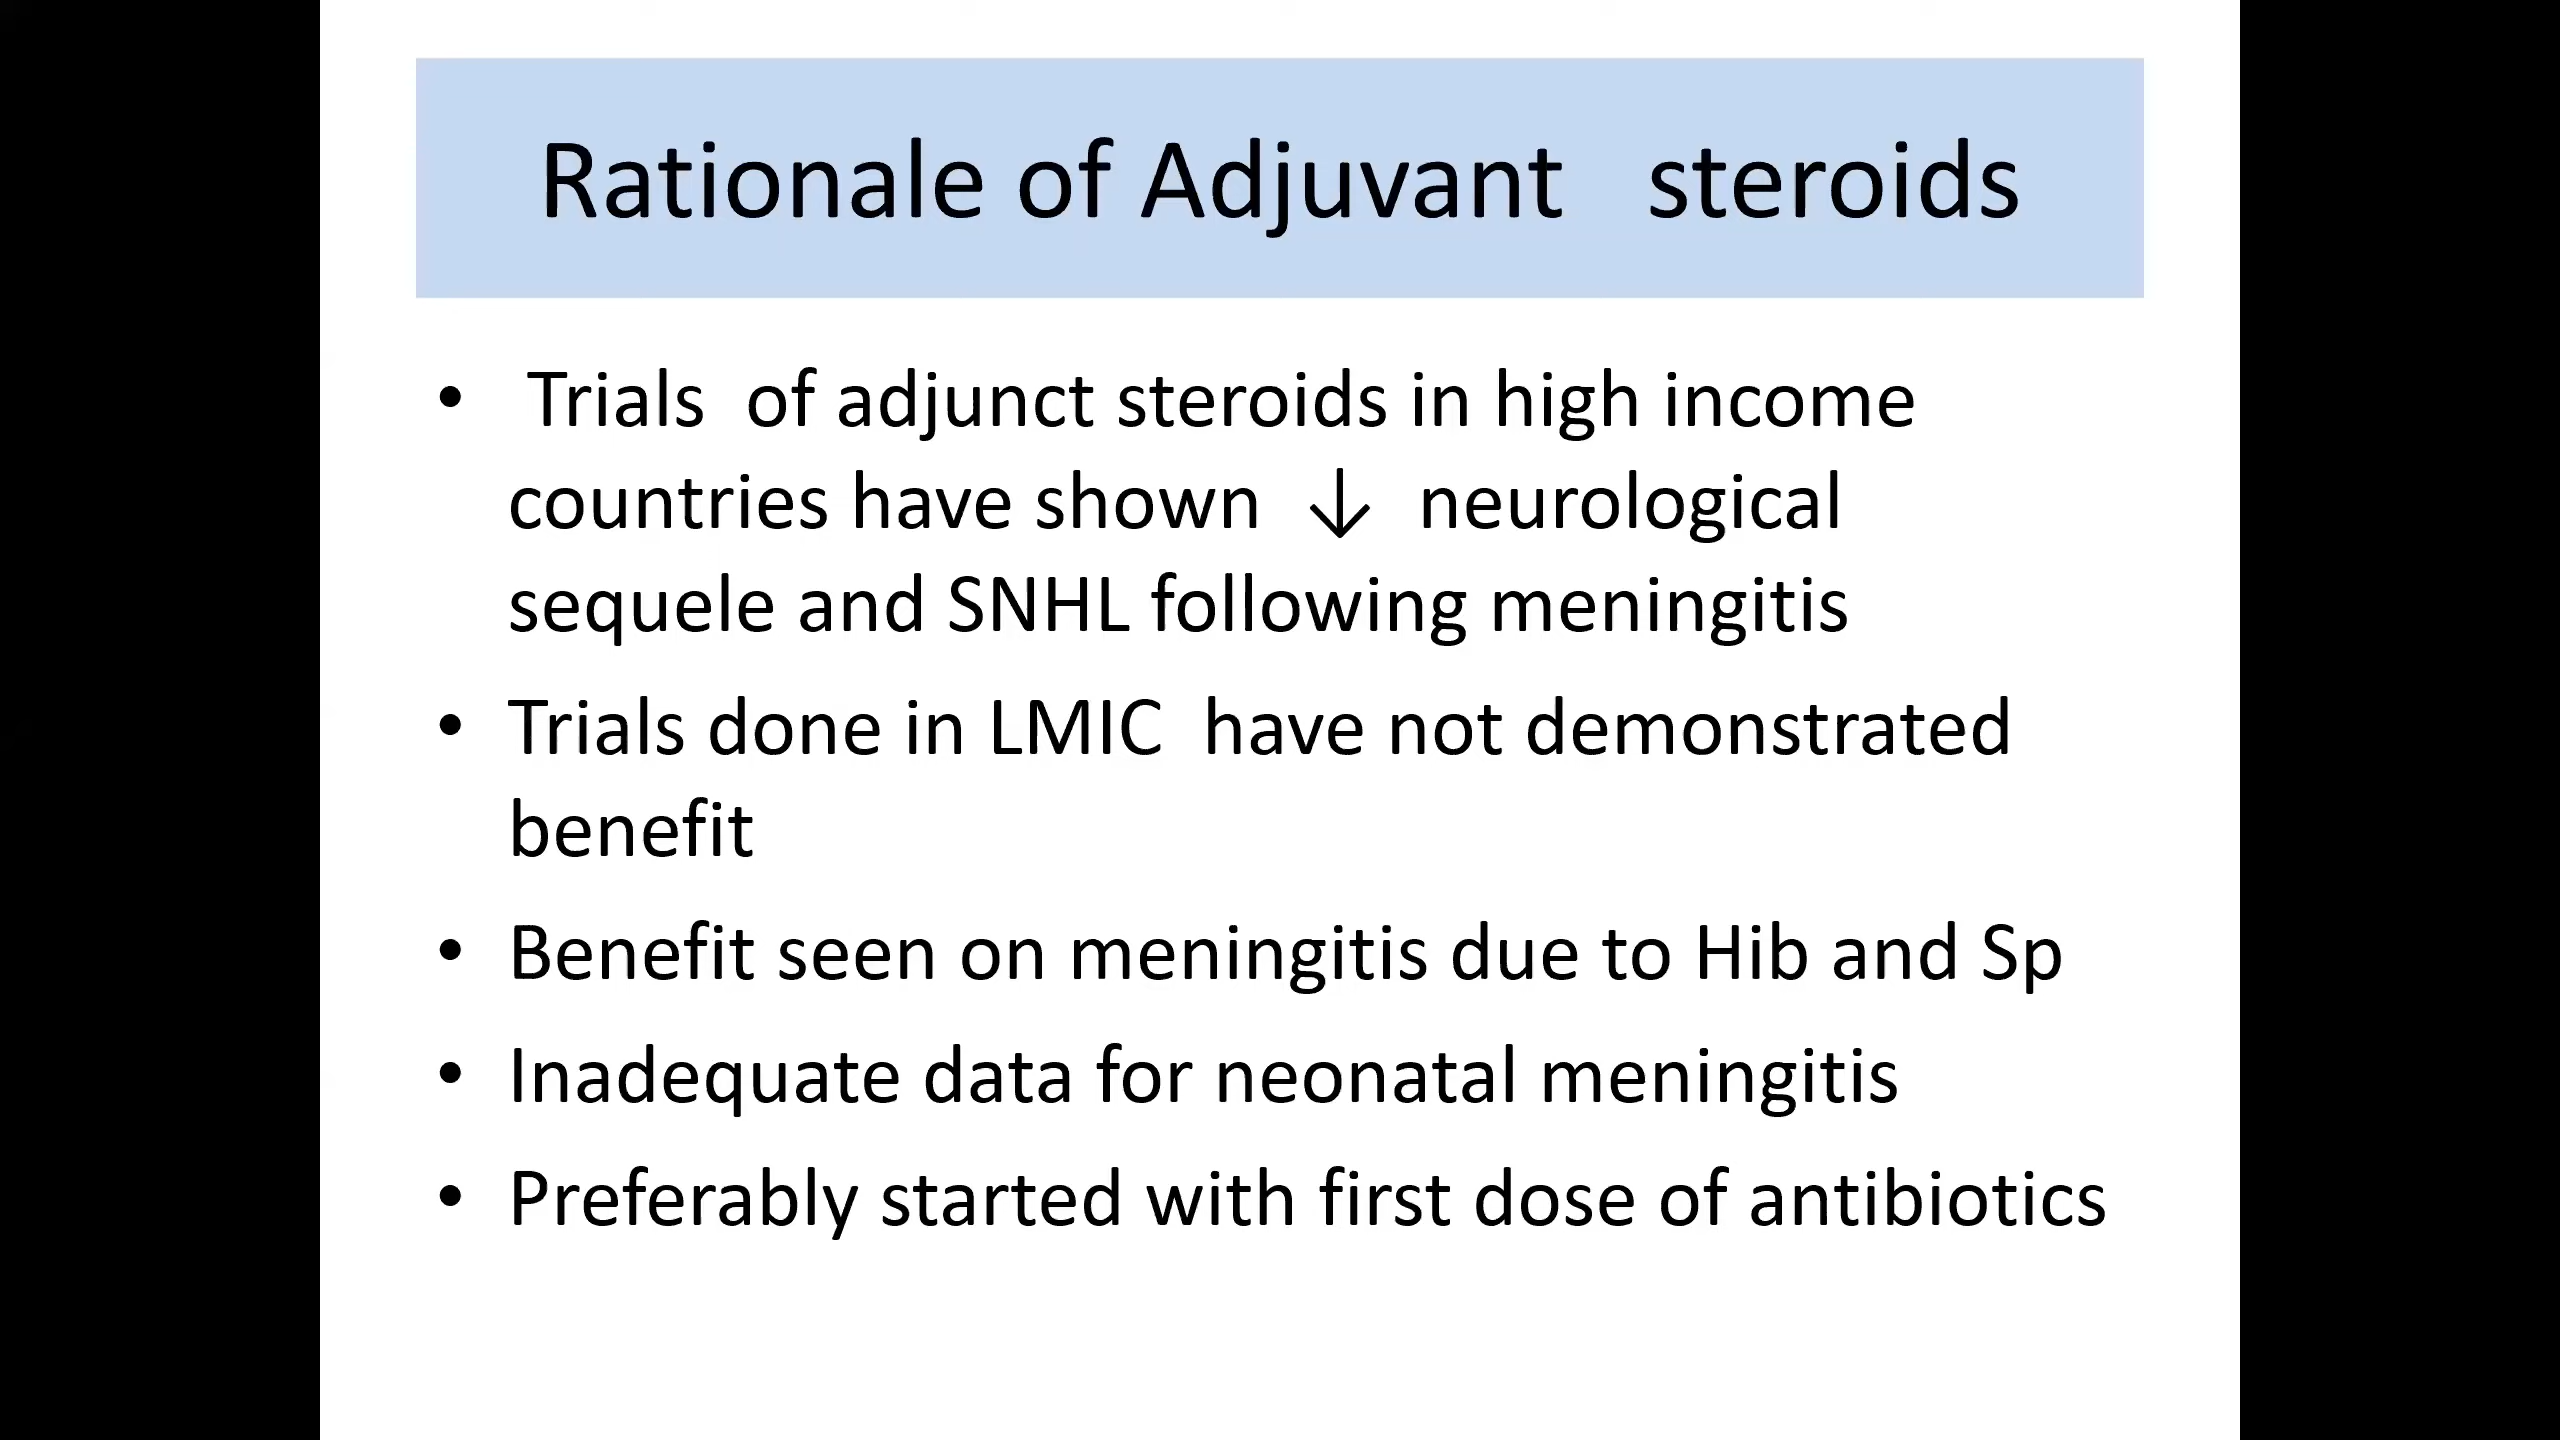 Rationale of Adjuvant steroids
• Trials of adjunct steroids in high income
countries have shown ↓ neurological
sequele and SNHL following meningitis
• Trials done in LMIC have not demonstrated
benefit
• Benefit seen on meningitis due to Hib and Sp
• Inadequate data for neonatal meningitis
• Preferably started with first dose of antibiotics